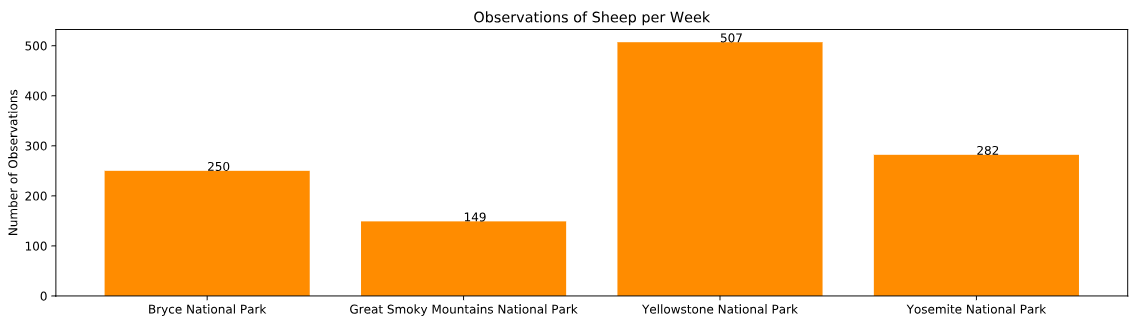 Observations of Sheep per Week
Number of Observations
500
400
300
200
100
0
250
149
507
282
Bryce National Park
Great Smoky Mountains National Park
Yellowstone National Park
Yosemite National Park